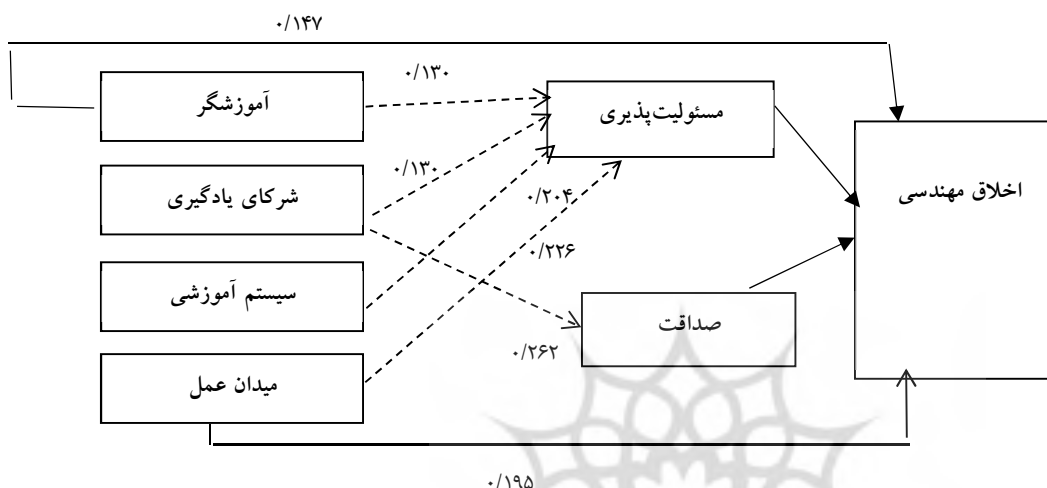 ۰/۱۴۷
آموزشگر
۰/۱۳۰
مسئولیت‌پذیری
اخلاق مهندسی
شرکای یادگیری
۰/۱۳۰
۰/۲۰۴
۰/۲۲۶
سیستم آموزشی
صداقت
۰/۲۶۲
میدان عمل
۰/۱۹۵